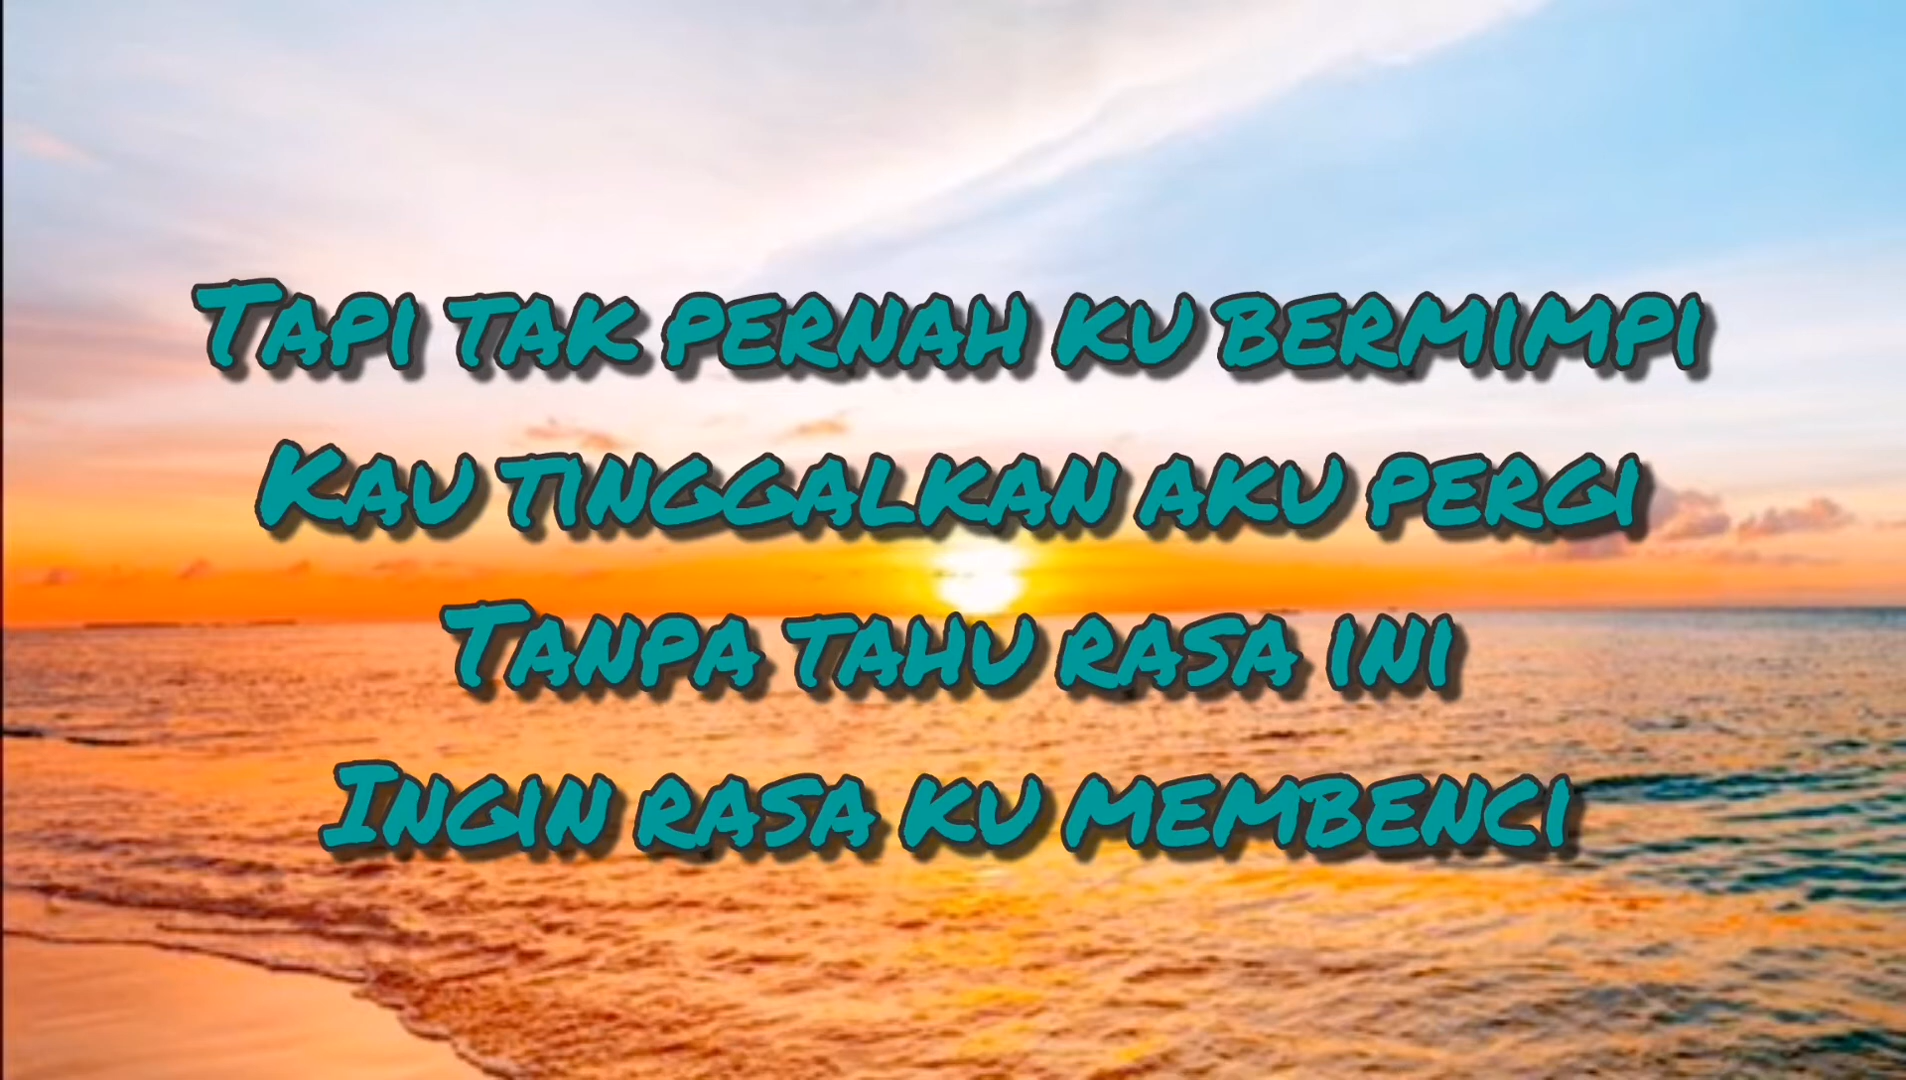 Tapi tak pernah ku bermimpi
Kau tinggalkan aku pergi
Tanpa tahu rasa ini
Ingin rasa ku membenci